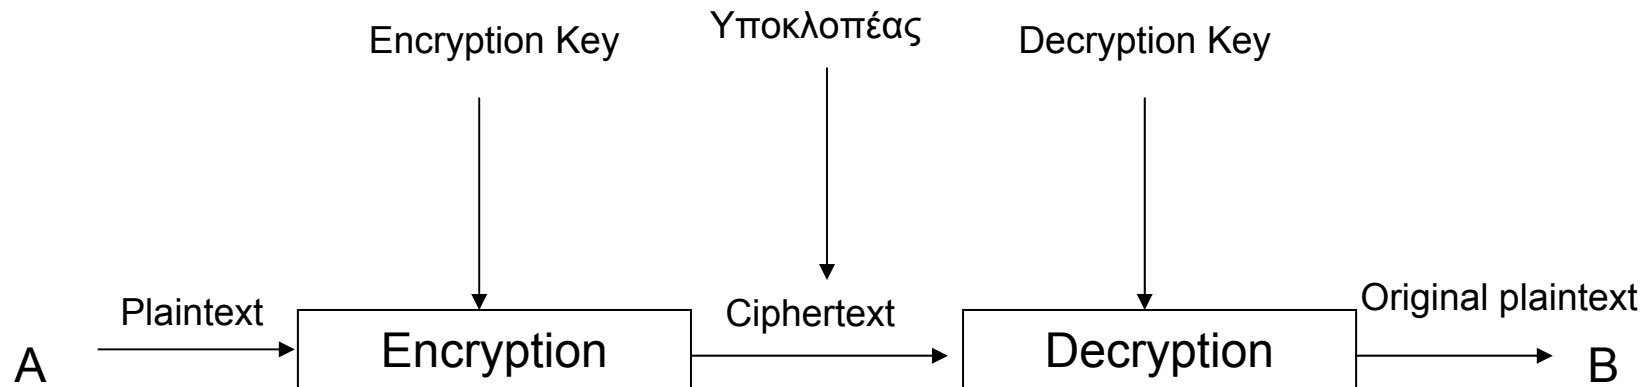 Encryption Key
Υποκλοπέας
Decryption Key
Plaintext
Ciphertext
Original plaintext
A
Encryption
Decryption
B